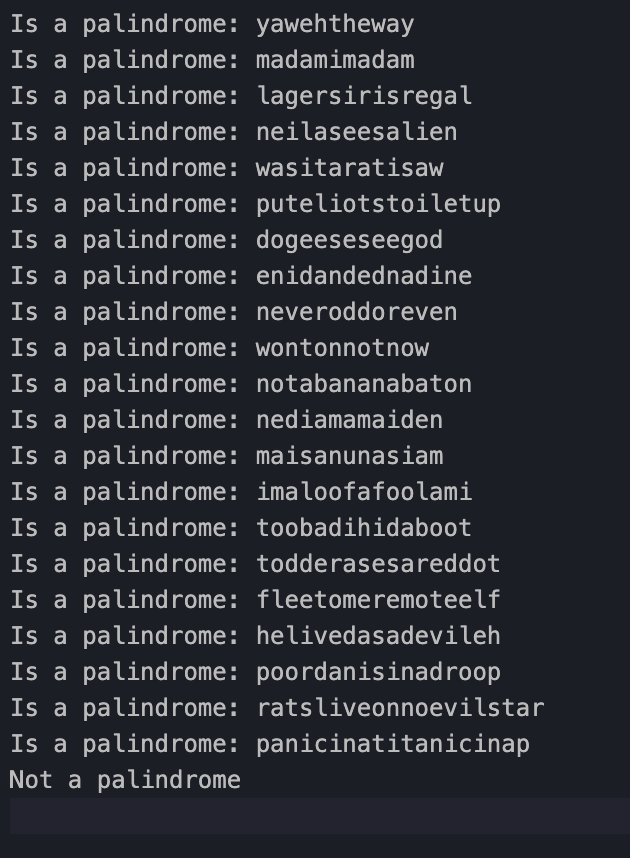 Is a palindrome: yawehtheway
Is a palindrome: madamimadam
Is a palindrome: lagersirisregal
Is a palindrome: neilaseesalien
Is a palindrome: wasitaratisaw
Is a palindrome: puteliotstoiletup
Is a palindrome: dogeeseseegod
Is a palindrome: enidandednadine
Is a palindrome: neveroddoreven
Is a palindrome: wontonnotnow
Is a palindrome: notabananabaton
Is a palindrome: nediamamaiden
Is a palindrome: maisanunasiam
Is a palindrome: imaloofafoolami
Is a palindrome: toobadihidaboot
Is a palindrome: todderasesareddot
Is a palindrome: fleetomeremoteelf
Is a palindrome: helivedasadevileh
Is a palindrome: poordanisinadroop
Is a palindrome: ratsliveonnoevilstar
Is a palindrome: panicinatitanicinap
Not a palindrome